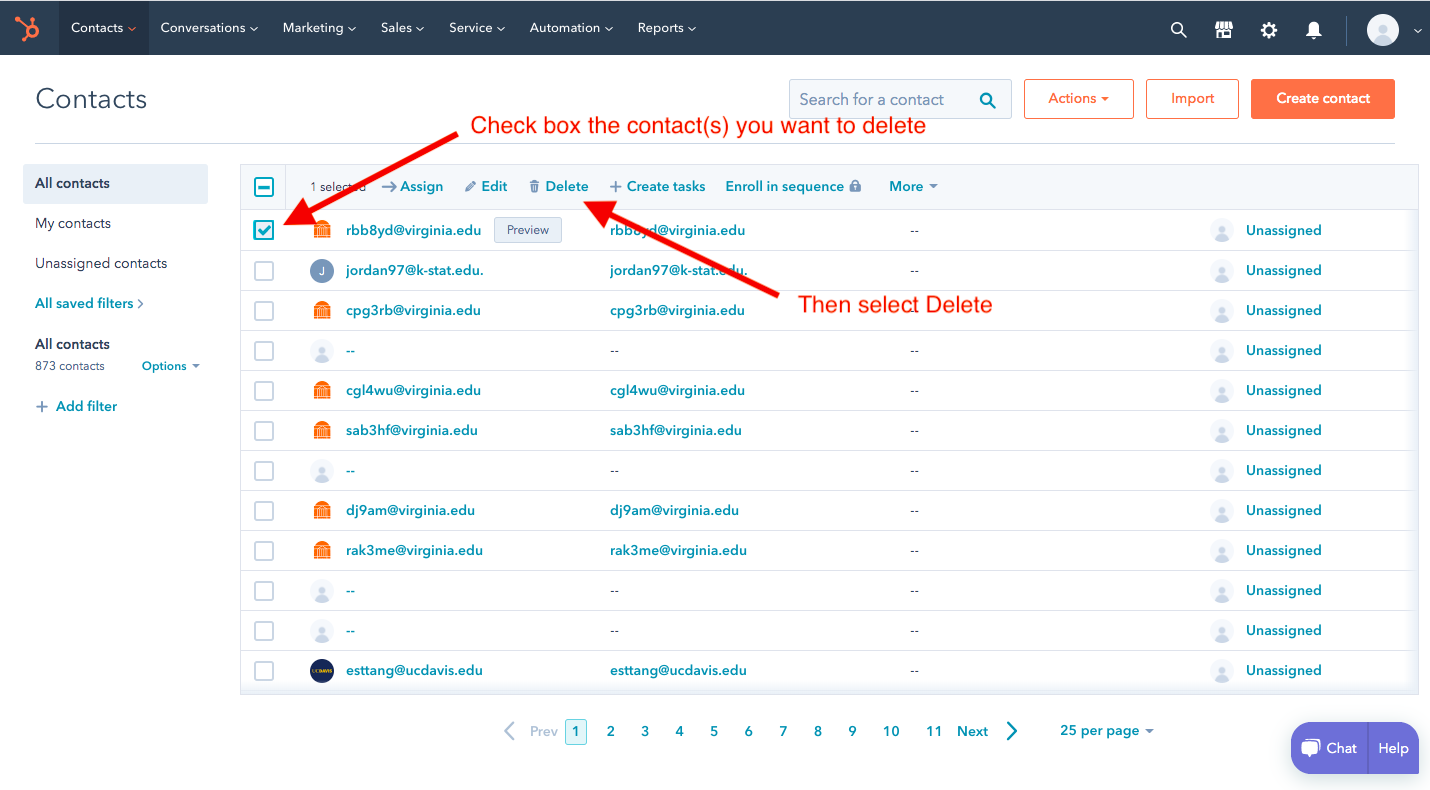 Contacts Conversations Marketing Sales Service Automation Reports
Contacts
Search for a contact
Actions
Import
Create contact
Check box the contact(s) you want to delete
All contacts
My contacts
Unassigned contacts
All saved filters
All contacts
873 contacts Options
+ Add filter
1 selected Assign Edit Delete + Create tasks Enroll in sequence More
rbb8yd@virginia.edu Preview rbb8yd@virginia.edu -- Unassigned
J jordan97@k-stat.edu. jordan97@k-stat.edu. -- Unassigned
Then select Delete
cpg3rb@virginia.edu cpg3rb@virginia.edu -- Unassigned
-- -- -- Unassigned
cgl4wu@virginia.edu cgl4wu@virginia.edu -- Unassigned
sab3hf@virginia.edu sab3hf@virginia.edu -- Unassigned
-- -- -- Unassigned
dj9am@virginia.edu dj9am@virginia.edu -- Unassigned
rak3me@virginia.edu rak3me@virginia.edu -- Unassigned
-- -- -- Unassigned
-- -- -- Unassigned
UCDAVIS esttang@ucdavis.edu esttang@ucdavis.edu -- Unassigned
Prev 1 2 3 4 5 6 7 8 9 10 11 Next 25 per page
Chat Help